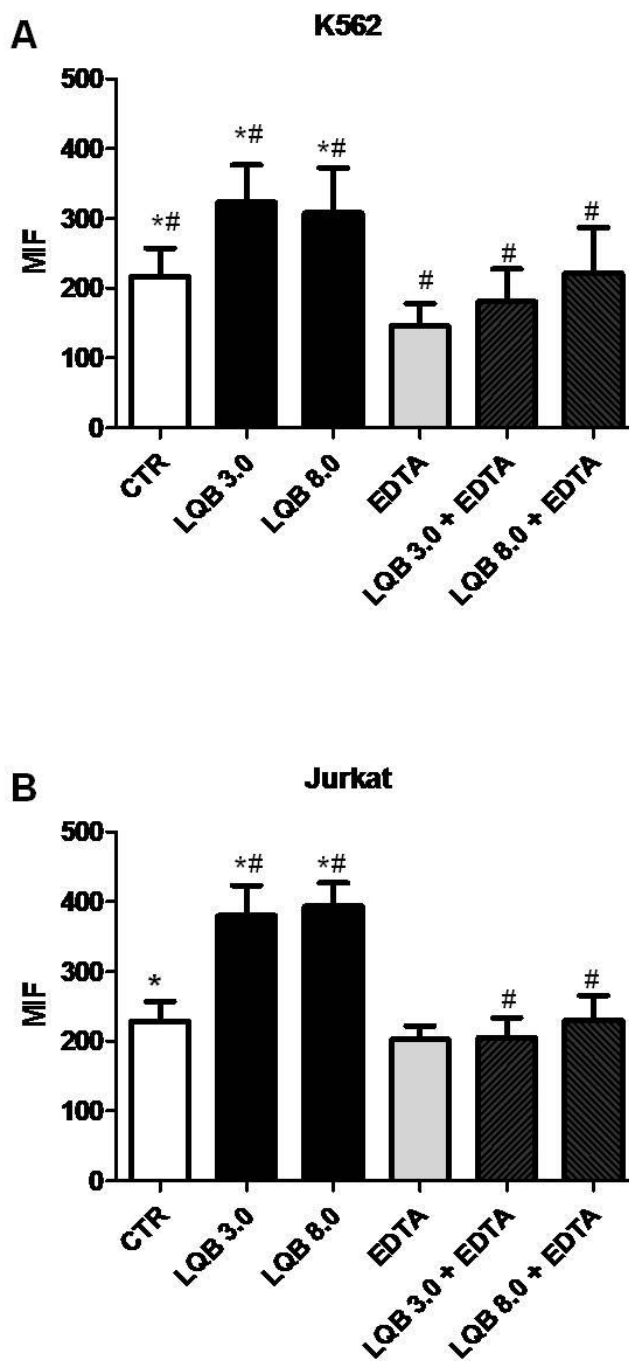 A
K562
500
400
300
200
100
0
MIF
*#
*#
*#
#
#
#
CTR
LQB 3.0
LQB 8.0
EDTA
LQB 3.0 + EDTA
LQB 8.0 + EDTA
B
Jurkat
500
400
300
200
100
0
MIF
*
*#
*#
#
#
CTR
LQB 3.0
LQB 8.0
EDTA
LQB 3.0 + EDTA
LQB 8.0 + EDTA